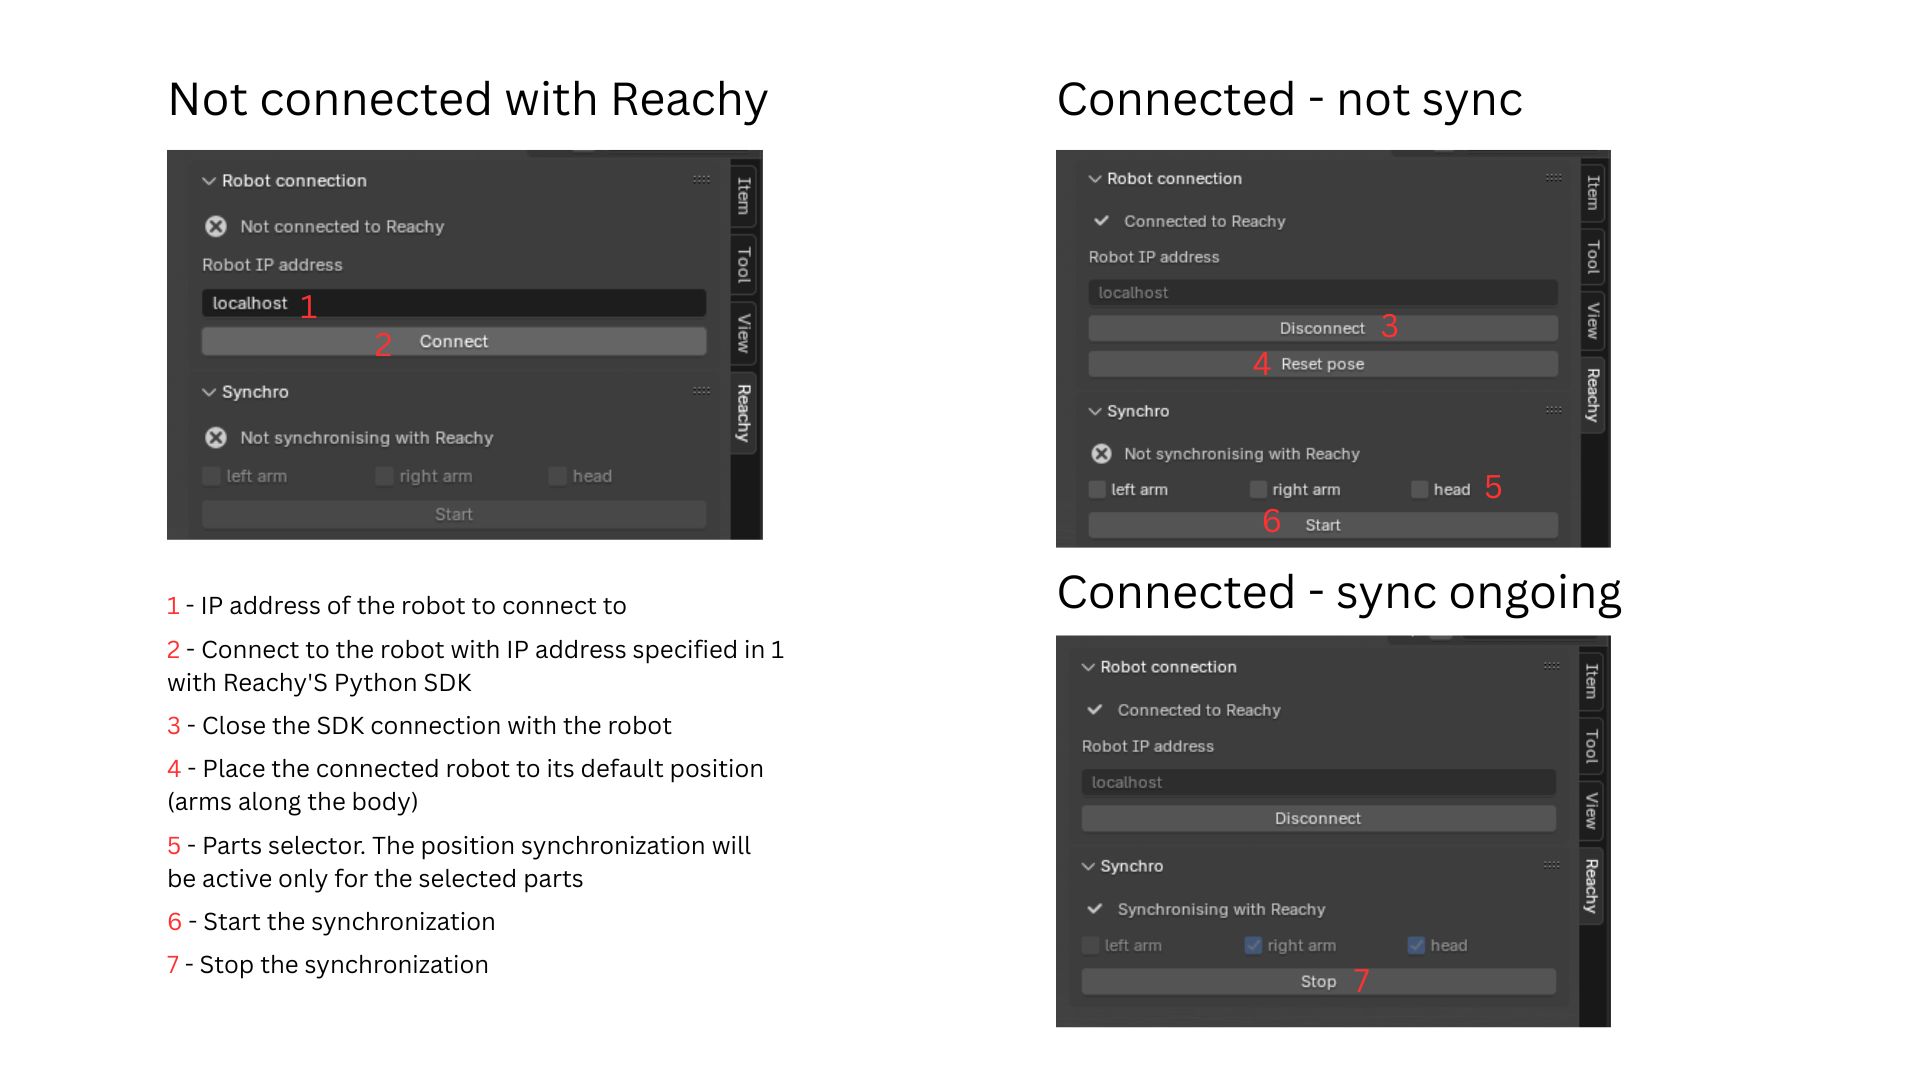 Not connected with Reachy
Robot connection
Not connected to Reachy
Robot IP address
localhost 1
2 Connect
Synchro
Not synchronising with Reachy
left arm right arm head
Start
Item
Tool
View
Reachy
1 - IP address of the robot to connect to
2 - Connect to the robot with IP address specified in 1
with Reachy'S Python SDK
3 - Close the SDK connection with the robot
4 - Place the connected robot to its default position
(arms along the body)
5 - Parts selector. The position synchronization will
be active only for the selected parts
6 - Start the synchronization
7 - Stop the synchronization
Connected - not sync
Robot connection
Connected to Reachy
Robot IP address
localhost
Disconnect 3
4 Reset pose
Synchro
Not synchronising with Reachy
left arm right arm head 5
6 Start
Item
Tool
View
Reachy
Connected - sync ongoing
Robot connection
Connected to Reachy
Robot IP address
localhost
Disconnect
Synchro
Synchronising with Reachy
left arm right arm head
Stop 7
Item
Tool
View
Reachy